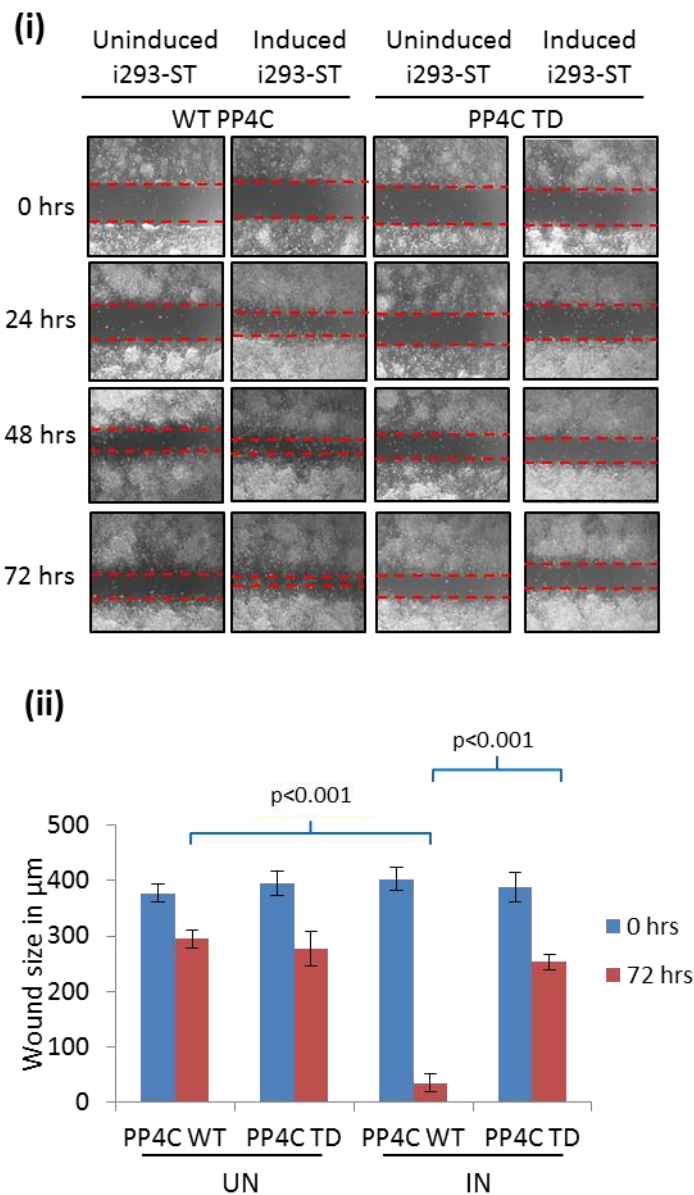 (i)
Uninduced i293-ST
Induced i293-ST
Uninduced i293-ST
Induced i293-ST
WT PP4C
PP4C TD
0 hrs
24 hrs
48 hrs
72 hrs
(ii)
p<0.001
p<0.001
Wound size in µm
500
400
300
200
100
0
0 hrs
72 hrs
PP4C WT
PP4C TD
PP4C WT
PP4C TD
UN
IN